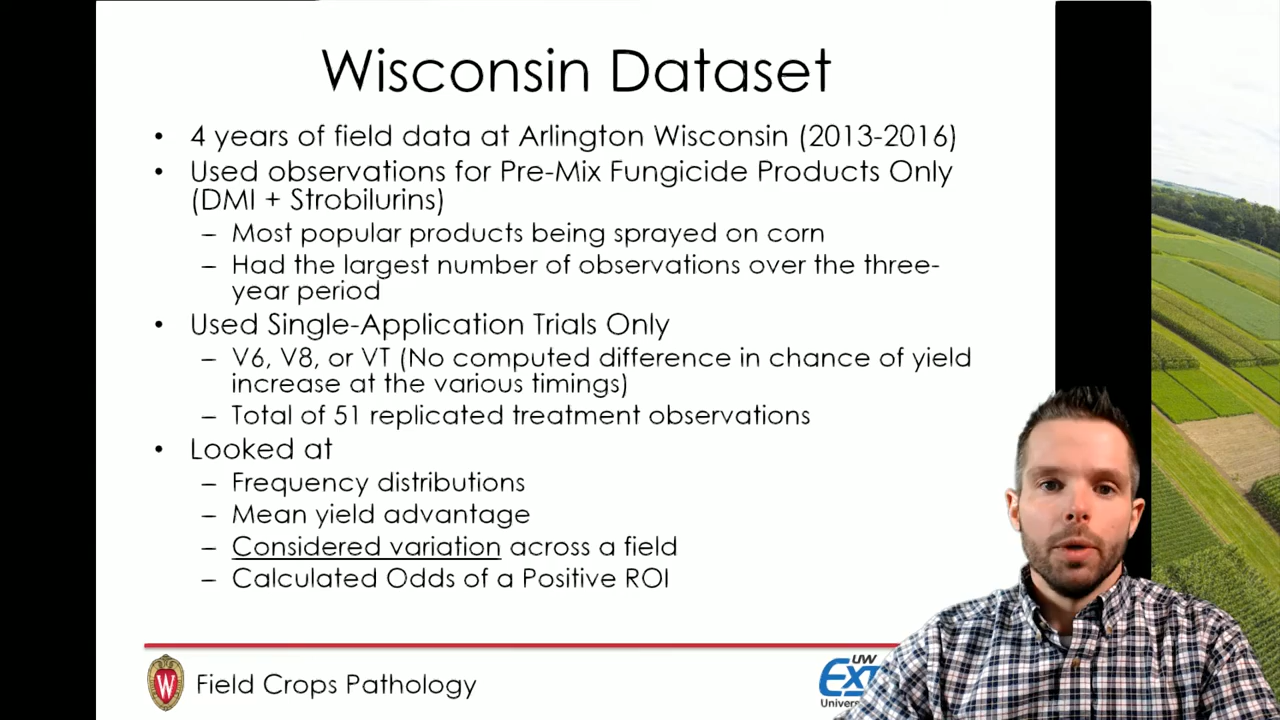 Wisconsin Dataset
• 4 years of field data at Arlington Wisconsin (2013-2016)
• Used observations for Pre-Mix Fungicide Products Only
(DMI + Strobilurins)
– Most popular products being sprayed on corn
– Had the largest number of observations over the three-
year period
• Used Single-Application Trials Only
– V6, V8, or VT (No computed difference in chance of yield
increase at the various timings)
– Total of 51 replicated treatment observations
• Looked at
– Frequency distributions
– Mean yield advantage
– Considered variation across a field
– Calculated Odds of a Positive ROI
W
Field Crops Pathology
UW